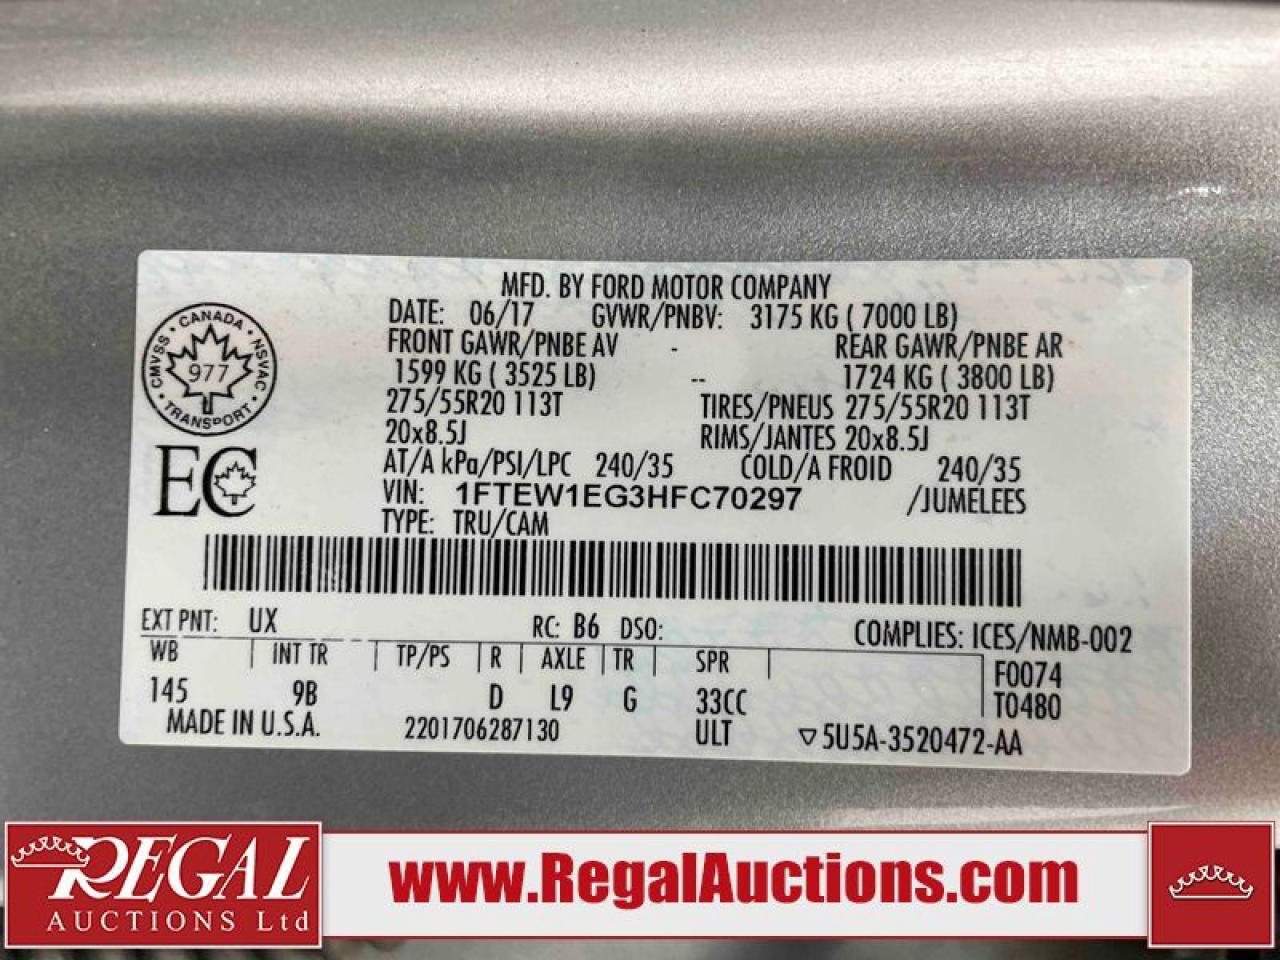 MFD. BY FORD MOTOR COMPANY
DATE: 06/17 GVWR/PNBV: 3175 KG ( 7000 LB)
FRONT GAWR/PNBE AV - REAR GAWR/PNBE AR
1599 KG ( 3525 LB) -- 1724 KG ( 3800 LB)
275/55R20 113T TIRES/PNEUS 275/55R20 113T
20x8.5J RIMS/JANTES 20x8.5J
AT/A kPa/PSI/LPC 240/35 COLD/A FROID 240/35
VIN: 1FTEW1EG3HFC70297 /JUMELEES
TYPE: TRU/CAM
CANADA
CMVSS • NSVAC
977
TRANSPORT
EC
EXT PNT: UX RC: B6 DSO: COMPLIES: ICES/NMB-002
WB INT TR TP/PS R AXLE TR SPR F0074
145 9B D L9 G 33CC T0480
MADE IN U.S.A. 2201706287130 ULT ▽5U5A-3520472-AA
REGAL
AUCTIONS Ltd
www.RegalAuctions.com